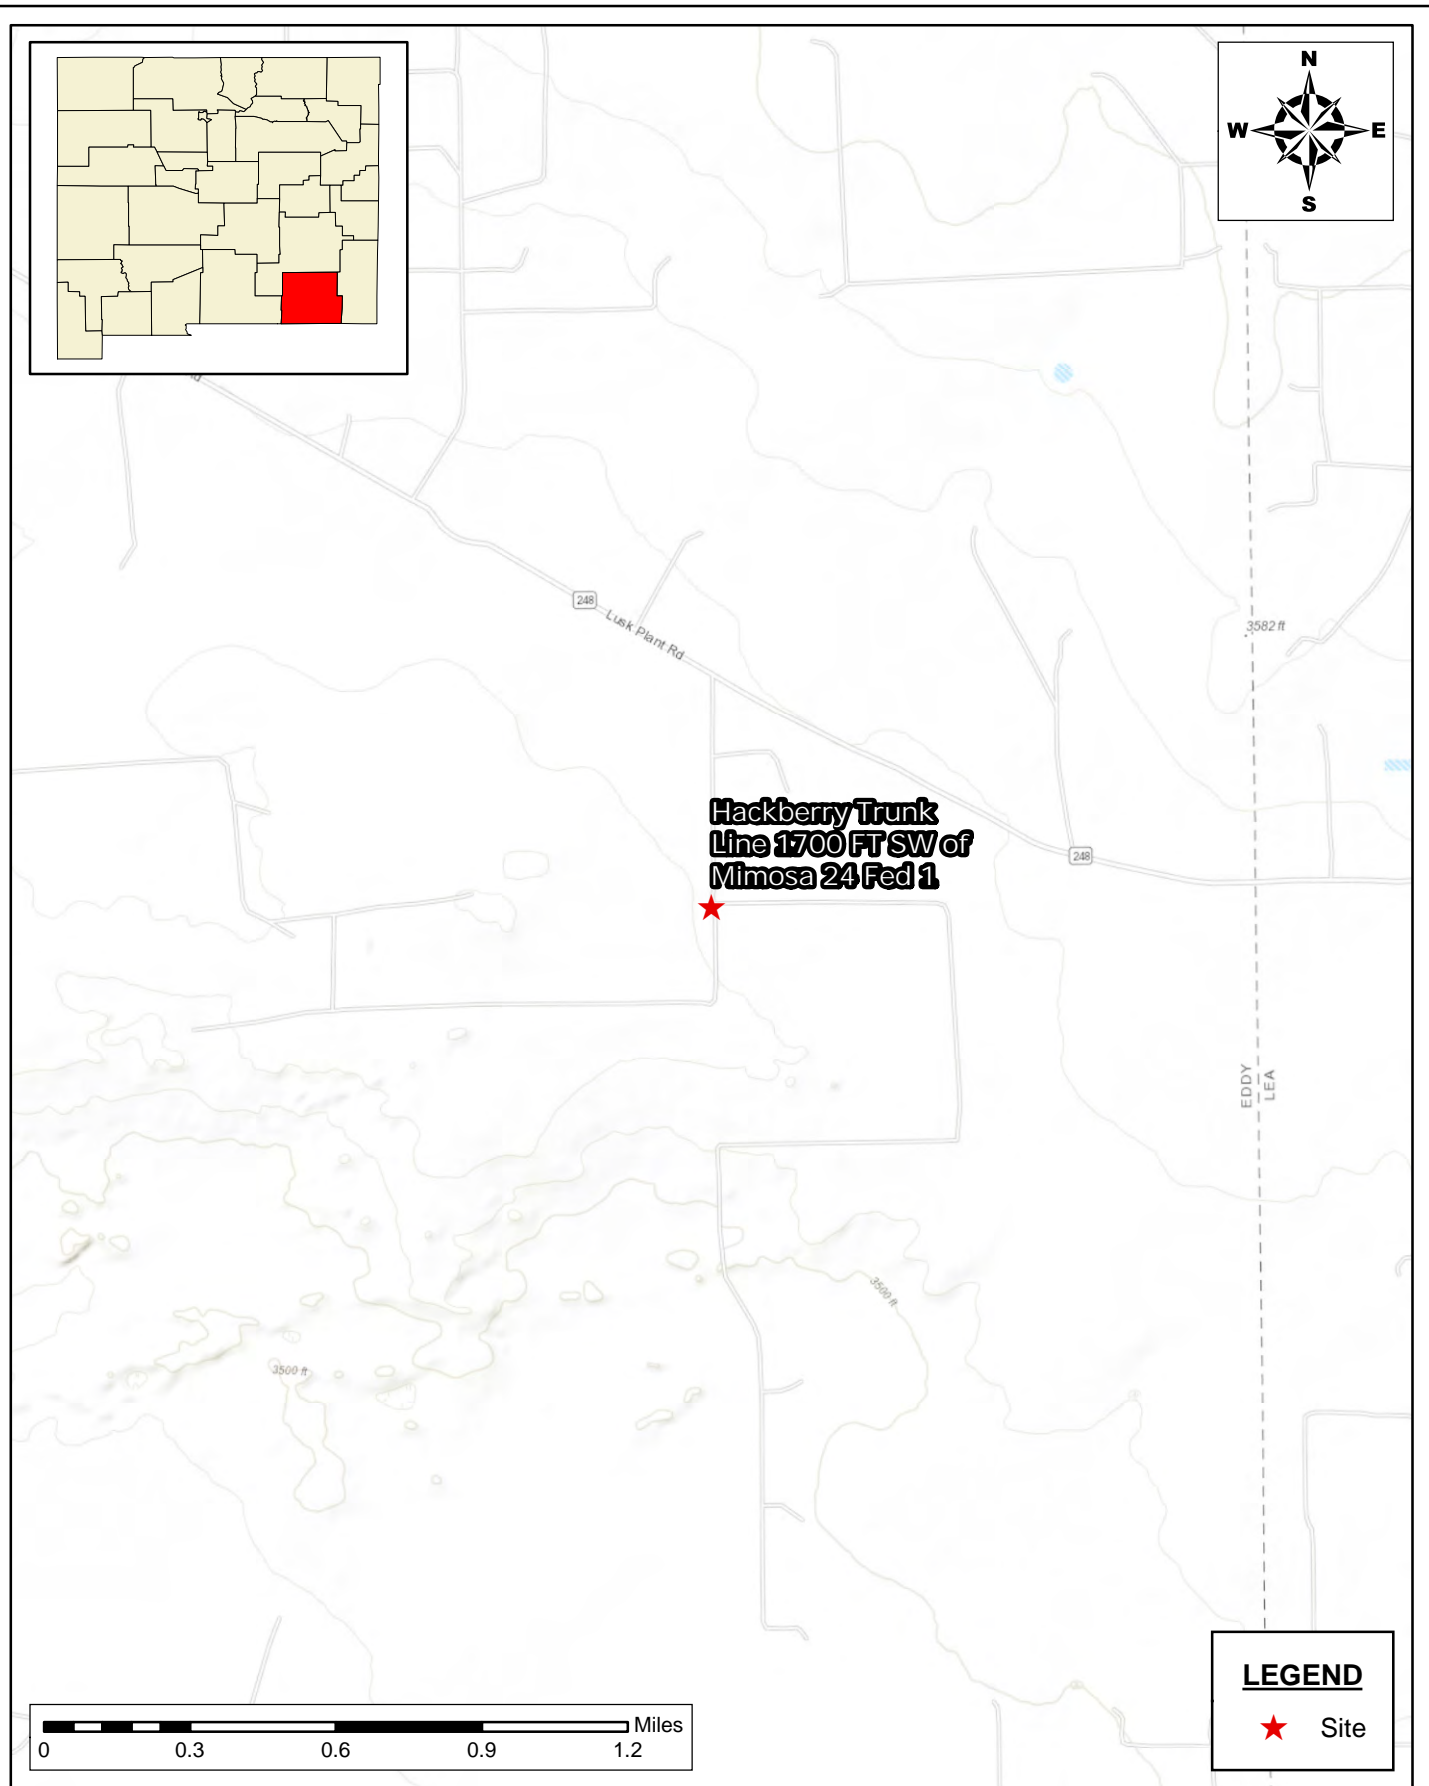 N
W E
S
248
Lusk Plant Rd
3582 ft
Hackberry Trunk
Line 1700 FT SW of
Mimosa 24 Fed 1
248
EDDY
LEA
3500 ft
3500 ft
LEGEND
Site
Miles
0 0.3 0.6 0.9 1.2